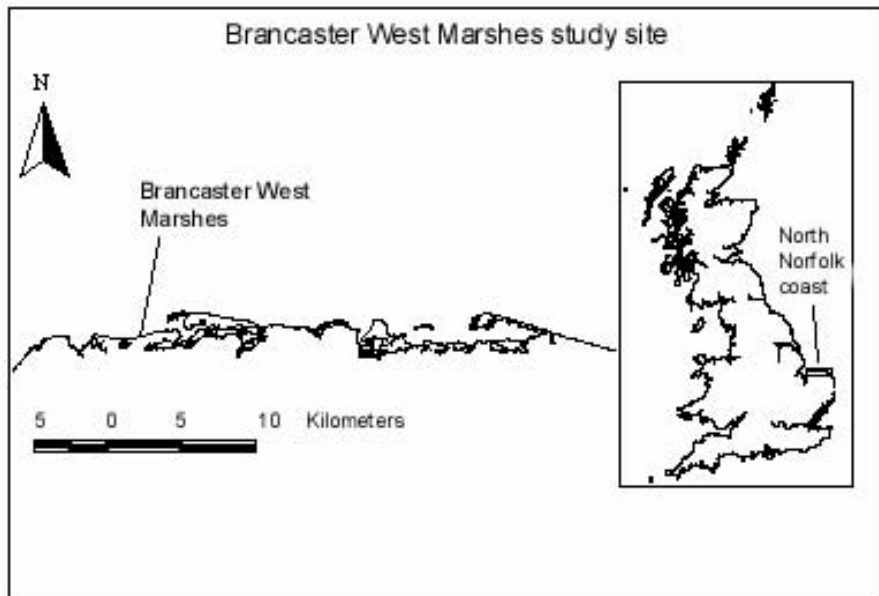 Brancaster West Marshes study site
N
Brancaster West
Marshes
North
Norfolk
coast
5 0 5 10 Kilometers